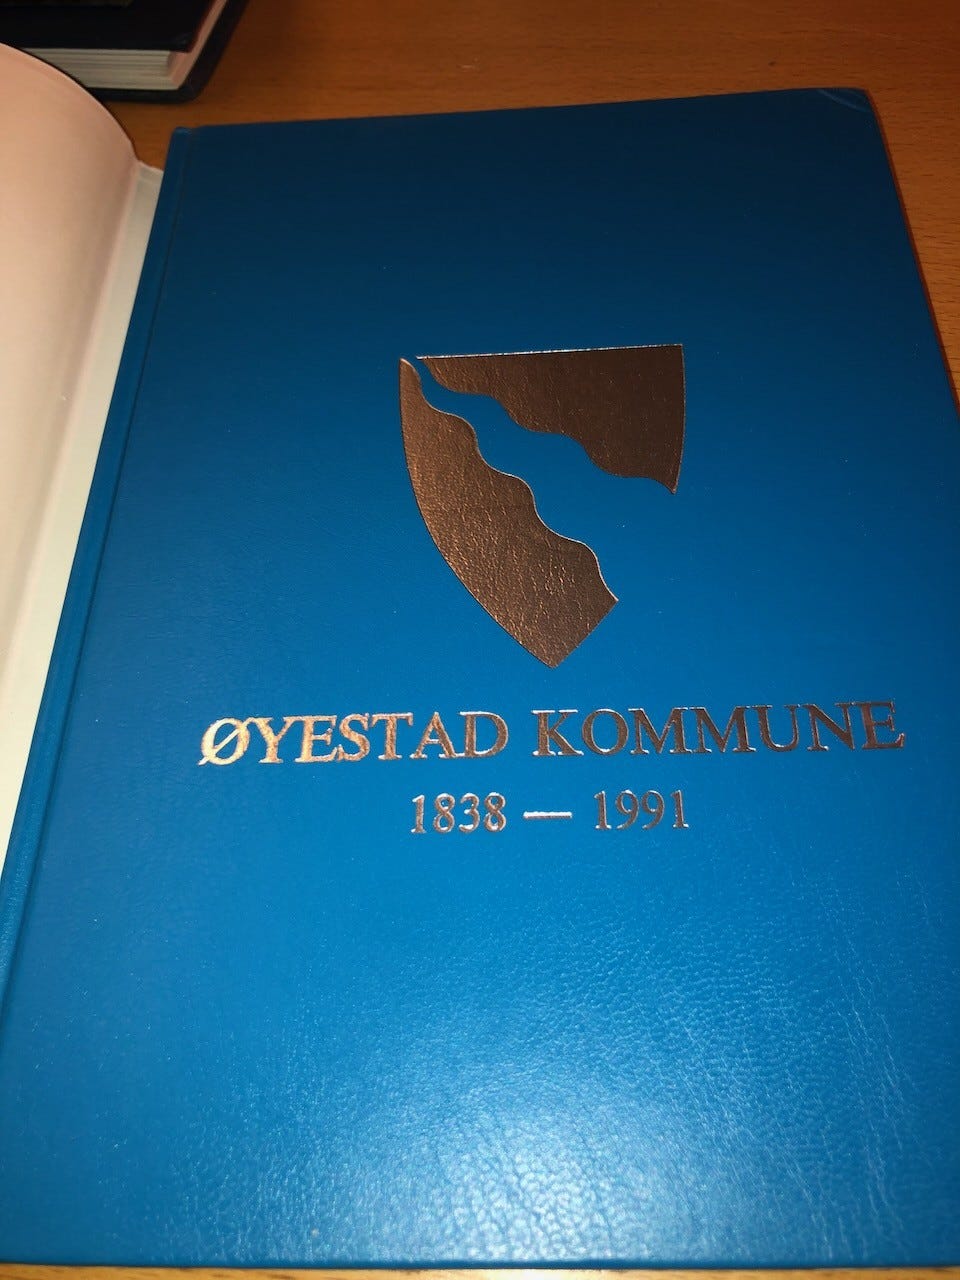 ØYESTAD KOMMUNE
1838 — 1991